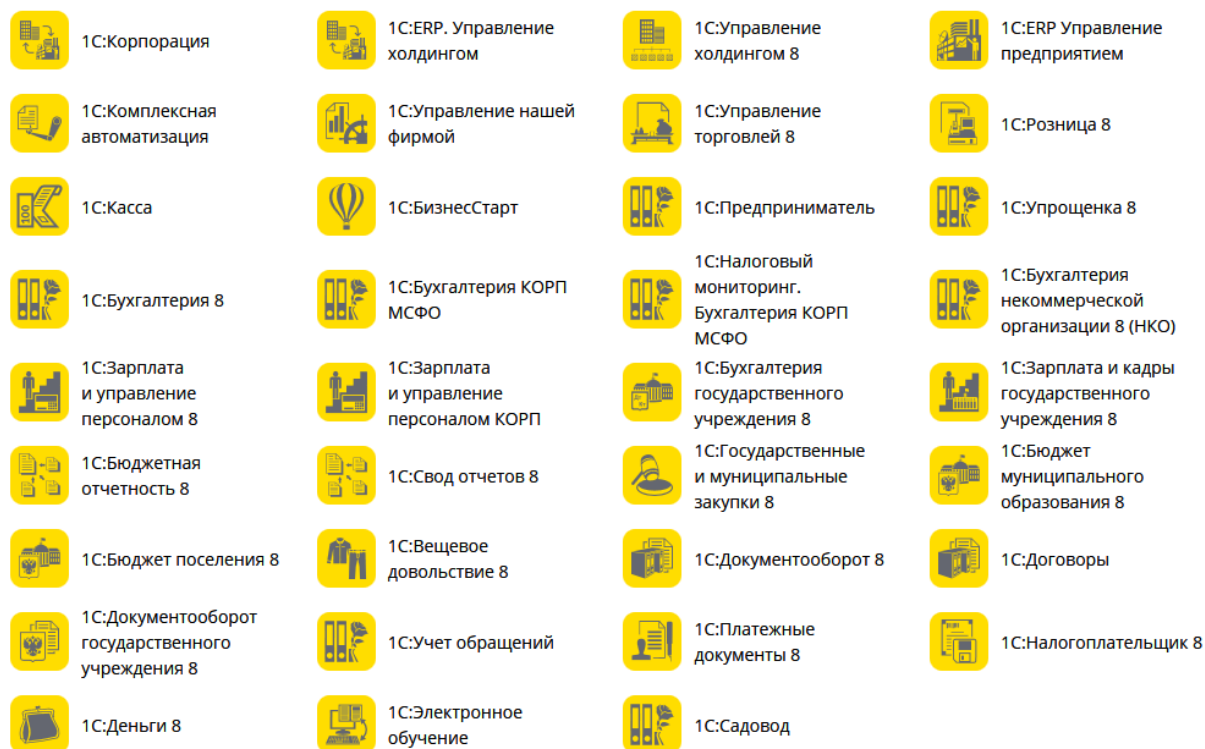 1С:Корпорация
1С:ERP. Управление
холдингом
1С:Управление
холдингом 8
1С:ERP Управление
предприятием
1С:Комплексная
автоматизация
1С:Управление нашей
фирмой
1С:Управление
торговлей 8
1С:Розница 8
100
1С:Касса
1С:БизнесСтарт
1С:Предприниматель
1С:Упрощенка 8
1С:Бухгалтерия 8
1С:Бухгалтерия КОРП
МСФО
1С:Налоговый
мониторинг.
Бухгалтерия КОРП
МСФО
1С:Бухгалтерия
некоммерческой
организации 8 (НКО)
1С:Зарплата
и управление
персоналом 8
1С:Зарплата
и управление
персоналом КОРП
1С:Бухгалтерия
государственного
учреждения 8
1С:Зарплата и кадры
государственного
учреждения 8
1С:Бюджетная
отчетность 8
1С:Свод отчетов 8
1С:Государственные
и муниципальные
закупки 8
1С:Бюджет
муниципального
образования 8
1С:Бюджет поселения 8
1С:Вещевое
довольствие 8
1С:Документооборот 8
1С:Договоры
1С:Документооборот
государственного
учреждения 8
1С:Учет обращений
1С:Платежные
документы 8
1С:Налогоплательщик 8
1С:Деньги 8
1С:Электронное
обучение
1С:Садовод